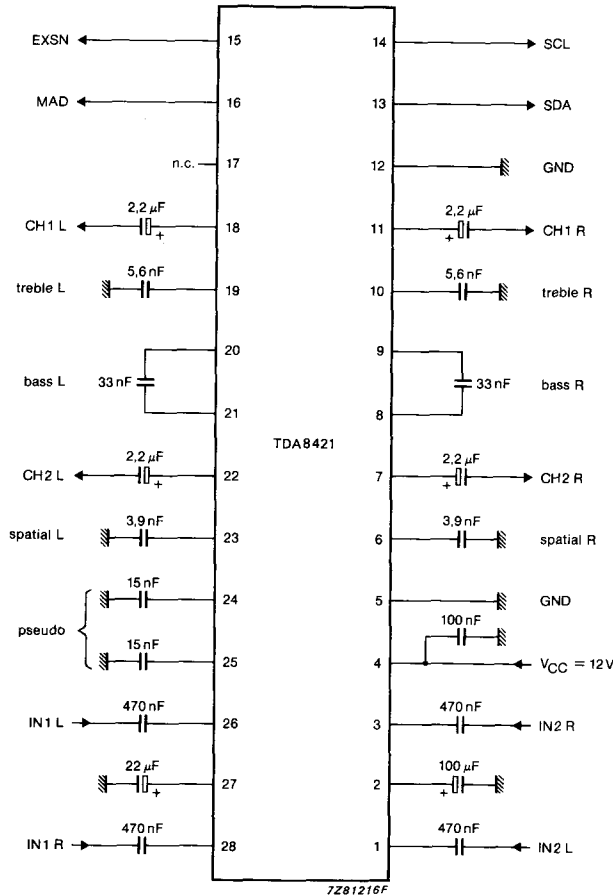 EXSN 15 14 SCL
MAD 16 13 SDA
n.c. 17 12 GND
2,2 μF 2,2 μF
CH1 L + 18 11 + CH1 R
5,6 nF 5,6 nF
treble L 19 10 treble R
20 9
bass L 33 nF 33 nF bass R
21 8
TDA8421
2,2 μF 2,2 μF
CH2 L + 22 7 + CH2 R
3,9 nF 3,9 nF
spatial L 23 6 spatial R
15 nF
24 5 GND
pseudo 100 nF
15 nF
25 4 VCC = 12V
470 nF 470 nF
IN1 L 26 3 IN2 R
22 μF 100 μF
+ 27 2 +
470 nF 470 nF
IN1 R 28 1 IN2 L
7Z81216F